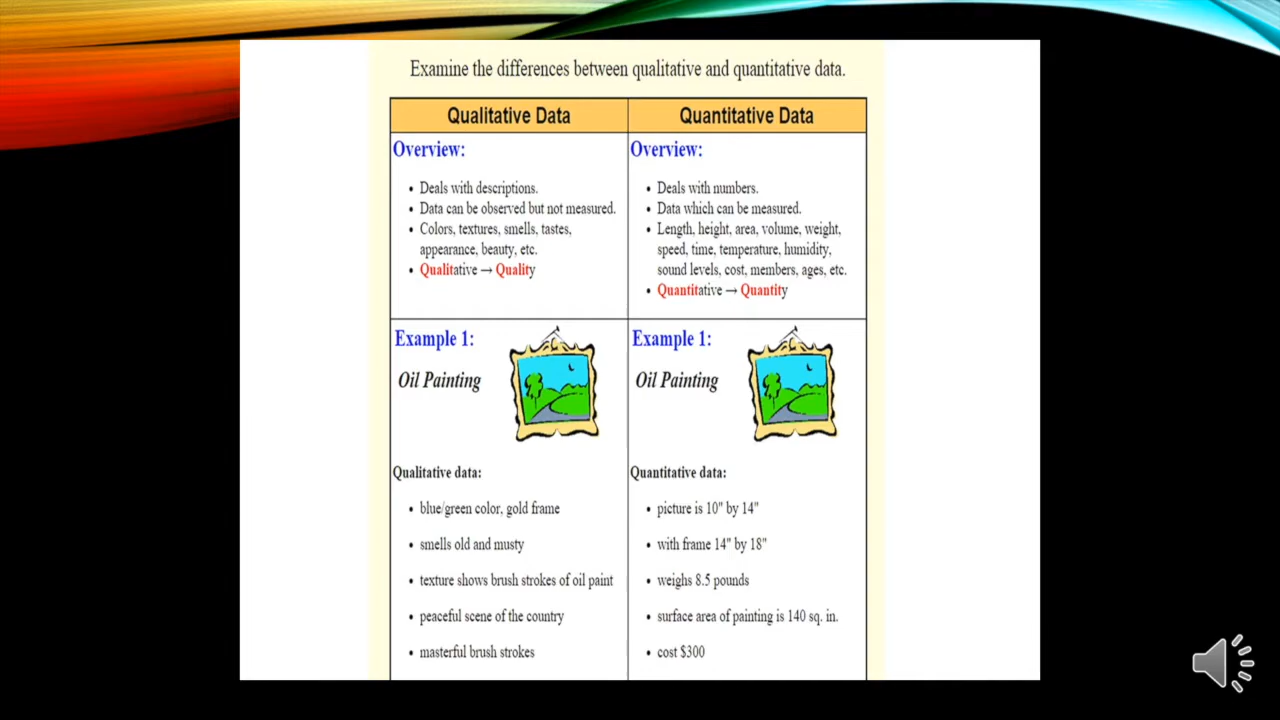 Examine the differences between qualitative and quantitative data.
Qualitative Data
Overview:
• Deals with descriptions.
• Data can be observed but not measured.
• Colors, textures, smells, tastes,
appearance, beauty, etc.
• Qualitative → Quality
Quantitative Data
Overview:
• Deals with numbers.
• Data which can be measured.
• Length, height, area, volume, weight,
speed, time, temperature, humidity,
sound levels, cost, members, ages, etc.
• Quantitative → Quantity
Example 1:
Oil Painting
Qualitative data:
• blue/green color, gold frame
• smells old and musty
• texture shows brush strokes of oil paint
• peaceful scene of the country
• masterful brush strokes
Example 1:
Oil Painting
Quantitative data:
• picture is 10" by 14"
• with frame 14" by 18"
• weighs 8.5 pounds
• surface area of painting is 140 sq. in.
• cost $300